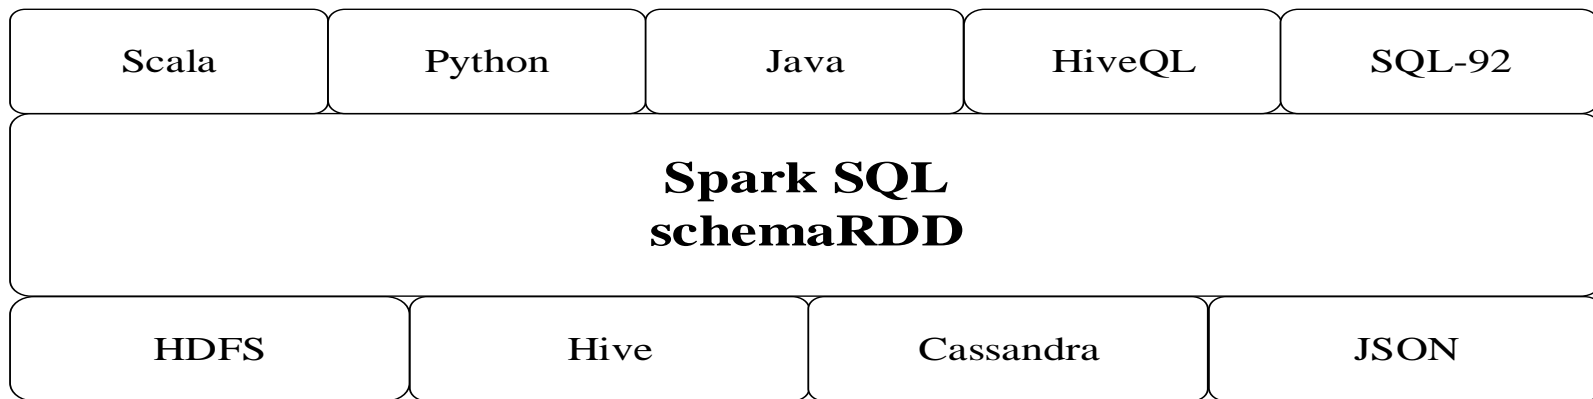 Scala Python Java HiveQL SQL-92
Spark SQL
schemaRDD
HDFS Hive Cassandra JSON